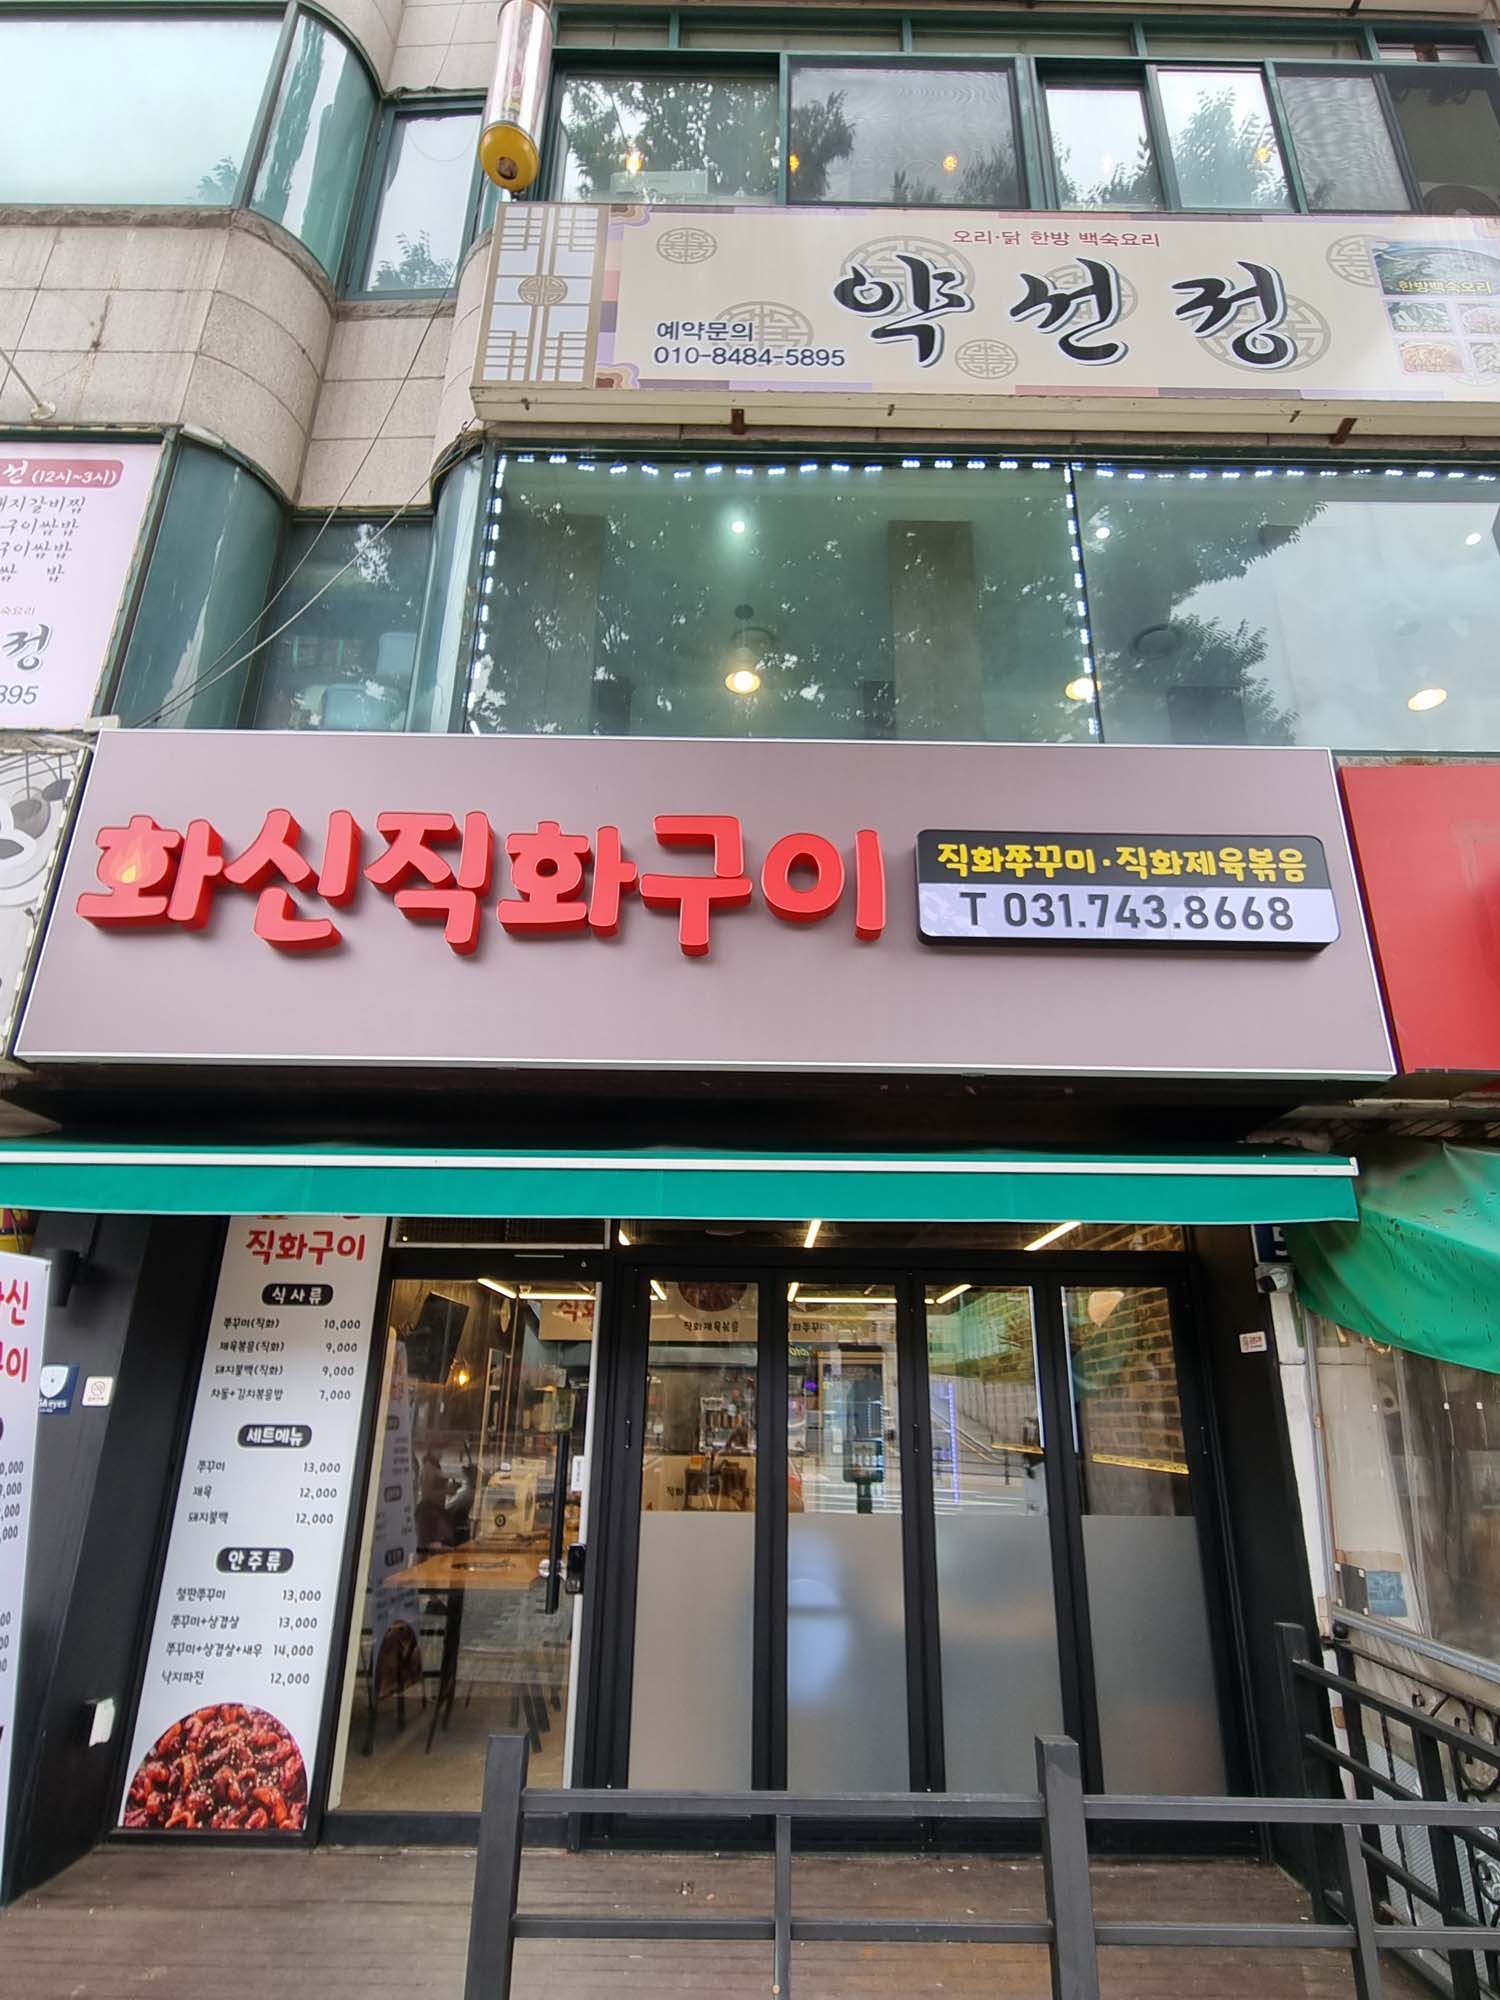 오리·닭 한방 백숙요리
약선정
예약문의
010-8484-5895
한방백숙요리
선 (12시~3시)
돼지갈비찜
구이쌈밥
구이쌈밥
쌈 밥
숙요리
정
895
화신직화구이
직화쭈꾸미·직화제육볶음
T 031.743.8668
직화구이
식사류
쭈꾸미(직화) 10,000
제육볶음(직화) 9,000
돼지불백(직화) 9,000
차돌+김치볶음밥 7,000
세트메뉴
쭈꾸미 13,000
제육 12,000
돼지불백 12,000
안주류
철판쭈꾸미 13,000
쭈꾸미+삼겹살 13,000
쭈꾸미+삼겹살+새우 14,000
낙지파전 12,000
직화제육볶음
신
구이
eyes